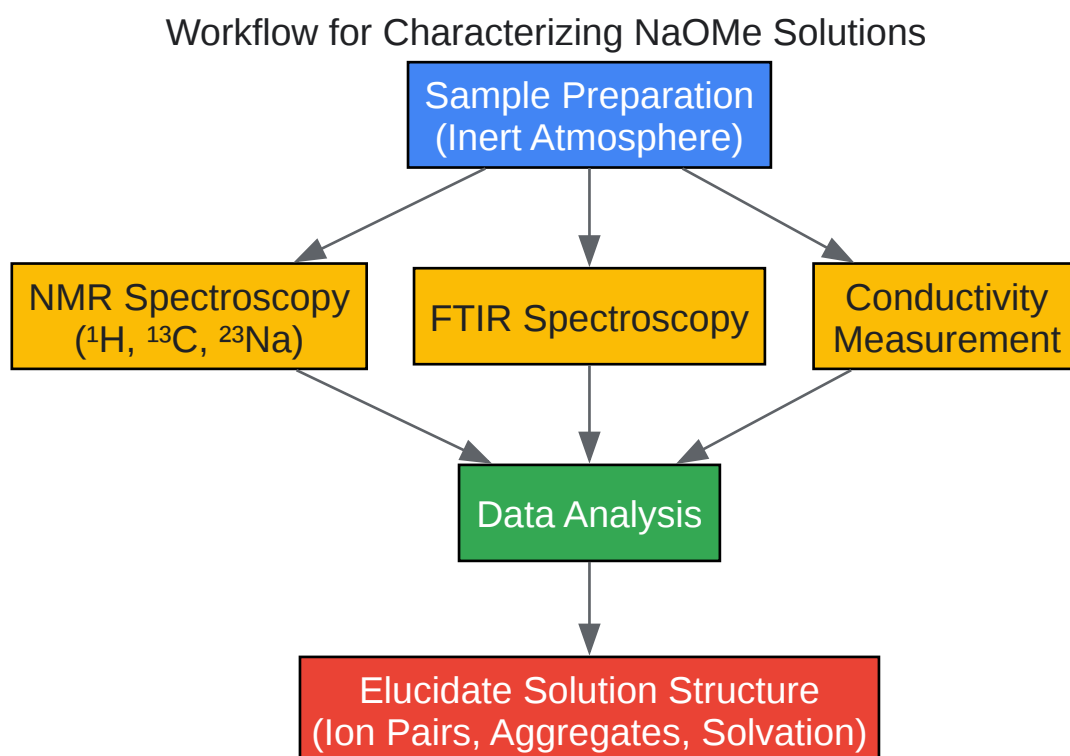 Workflow for Characterizing NaOMe Solutions
Sample Preparation
(Inert Atmosphere)
NMR Spectroscopy
(¹H, ¹³C, ²³Na)
FTIR Spectroscopy
Conductivity
Measurement
Data Analysis
Elucidate Solution Structure
(Ion Pairs, Aggregates, Solvation)